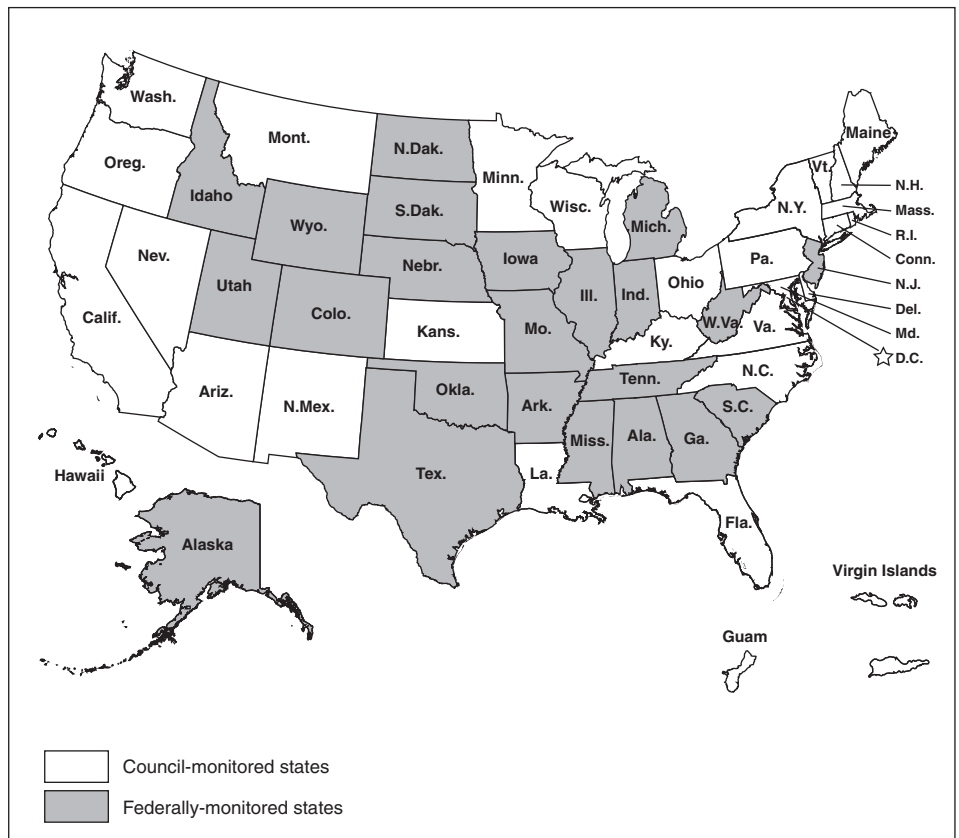 Wash.
Mont.
N.Dak.
Minn.
Maine
Oreg.
Idaho
Wyo.
S.Dak.
Wisc.
Mich.
N.Y.
Vt.
N.H.
Mass.
R.I.
Conn.
N.J.
Del.
Md.
D.C.
Nev.
Utah
Colo.
Nebr.
Iowa
Ill.
Ind.
Ohio
Pa.
Calif.
Kans.
Mo.
Ky.
W.Va.
Va.
Ariz.
N.Mex.
Okla.
Ark.
Tenn.
N.C.
S.C.
Tex.
La.
Miss.
Ala.
Ga.
Fla.
Hawaii
Alaska
Virgin Islands
Guam
Council-monitored states
Federally-monitored states